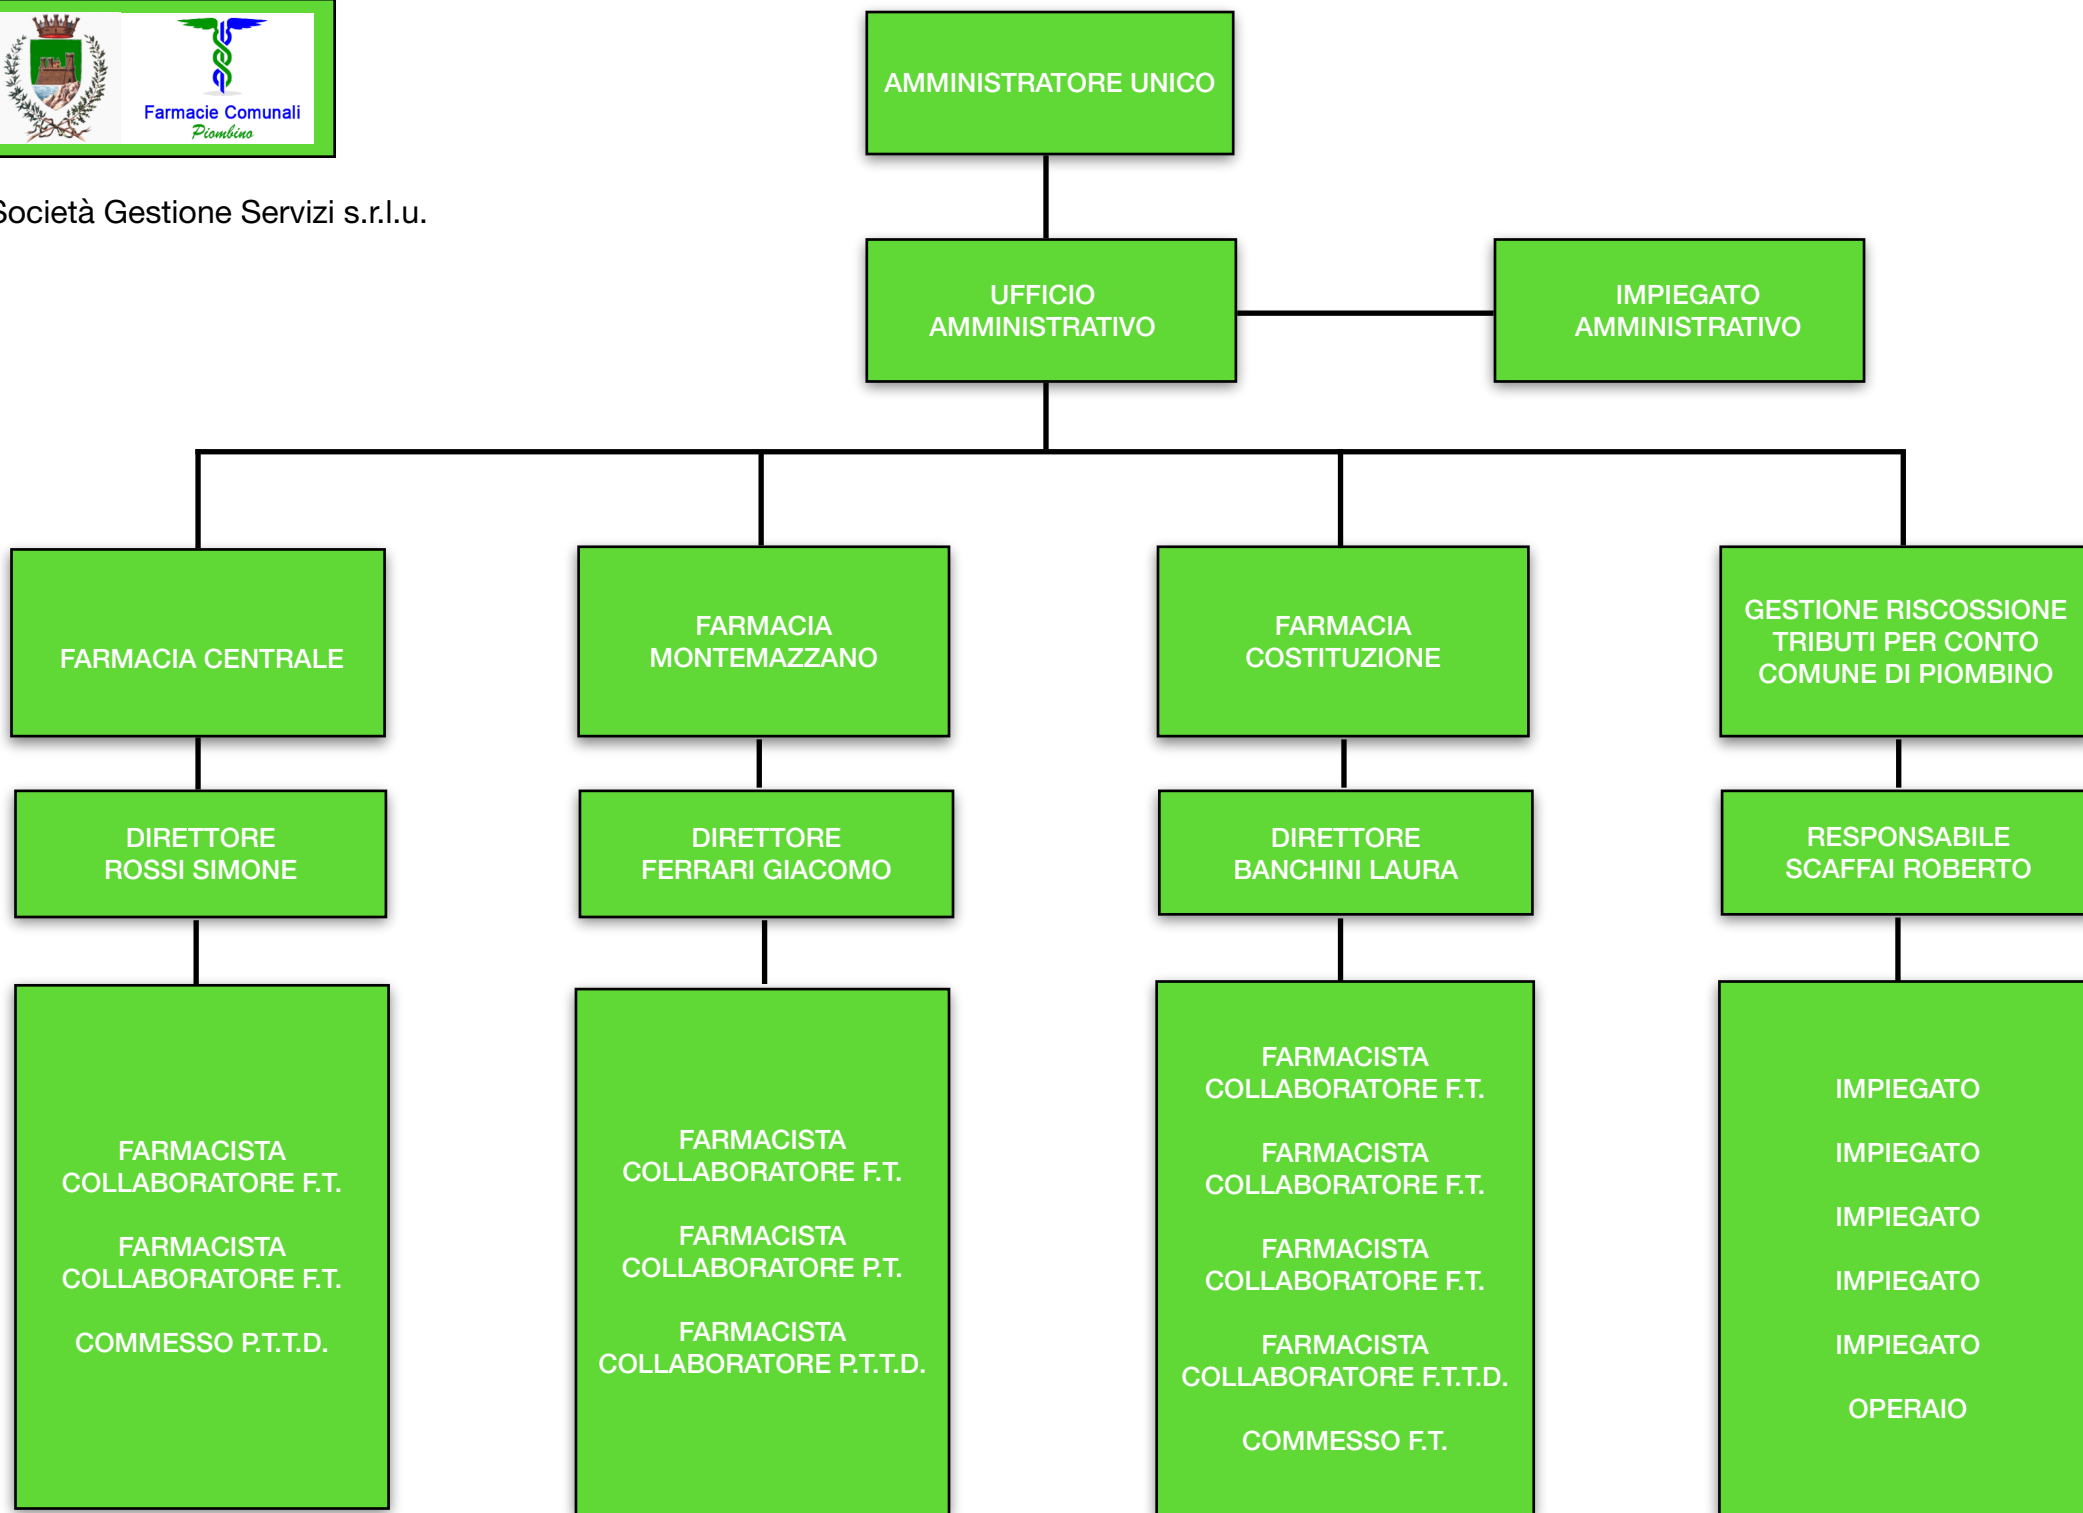 Farmacie Comunali
Piombino
Società Gestione Servizi s.r.l.u.
AMMINISTRATORE UNICO
UFFICIO
AMMINISTRATIVO
IMPIEGATO
AMMINISTRATIVO
FARMACIA CENTRALE
FARMACIA
MONTEMAZZANO
FARMACIA
COSTITUZIONE
GESTIONE RISCOSSIONE
TRIBUTI PER CONTO
COMUNE DI PIOMBINO
DIRETTORE
ROSSI SIMONE
DIRETTORE
FERRARI GIACOMO
DIRETTORE
BANCHINI LAURA
RESPONSABILE
SCAFFAI ROBERTO
FARMACISTA
COLLABORATORE F.T.
FARMACISTA
COLLABORATORE F.T.
COMMESSO P.T.T.D.
FARMACISTA
COLLABORATORE F.T.
FARMACISTA
COLLABORATORE P.T.
FARMACISTA
COLLABORATORE P.T.T.D.
FARMACISTA
COLLABORATORE F.T.
FARMACISTA
COLLABORATORE F.T.
FARMACISTA
COLLABORATORE F.T.
FARMACISTA
COLLABORATORE F.T.T.D.
COMMESSO F.T.
IMPIEGATO
IMPIEGATO
IMPIEGATO
IMPIEGATO
IMPIEGATO
OPERAIO